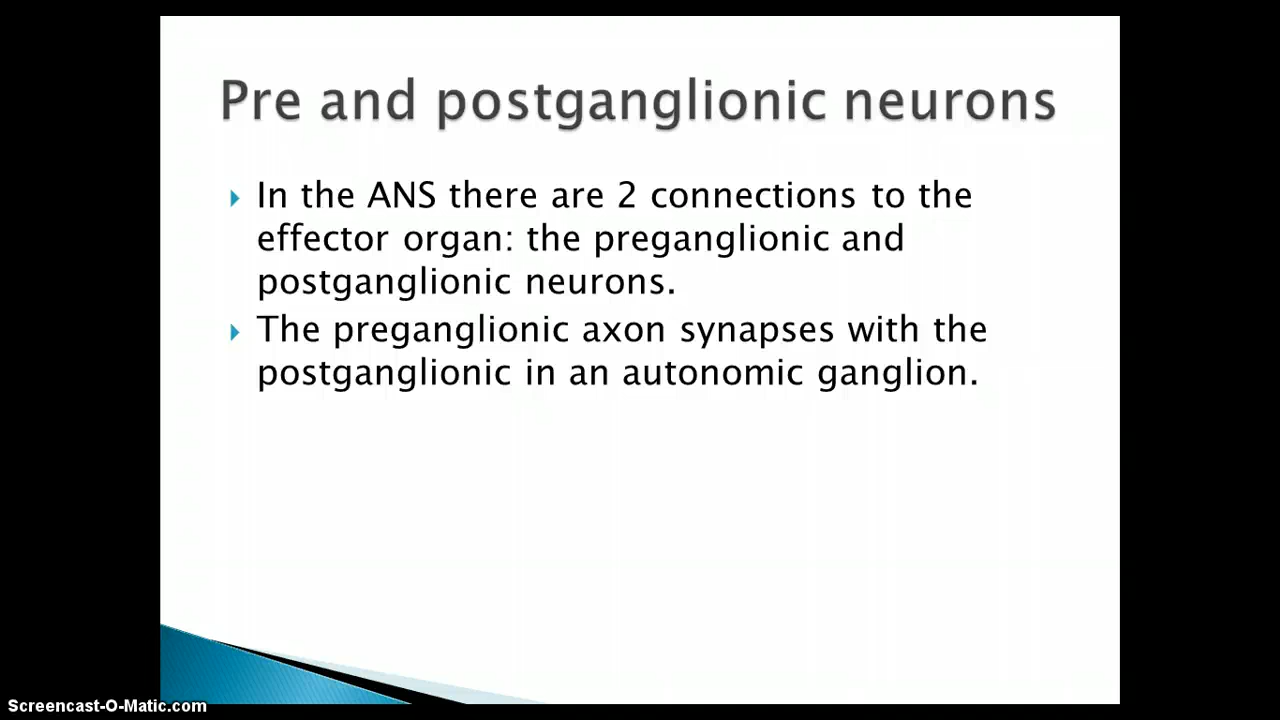 Pre and postganglionic neurons
In the ANS there are 2 connections to the
effector organ: the preganglionic and
postganglionic neurons.
The preganglionic axon synapses with the
postganglionic in an autonomic ganglion.
Screencast-O-Matic.com